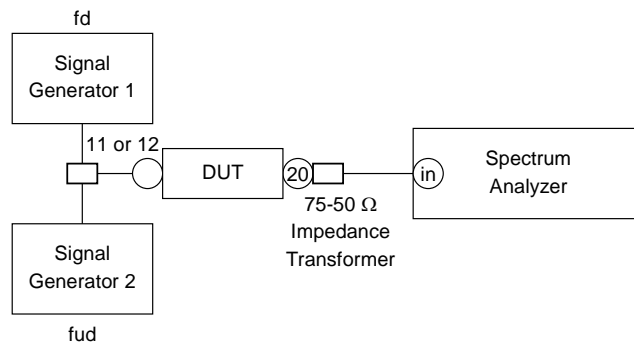 fd
Signal
Generator 1
11 or 12
DUT
20
75-50 Ω
Impedance
Transformer
in
Spectrum
Analyzer
Signal
Generator 2
fud